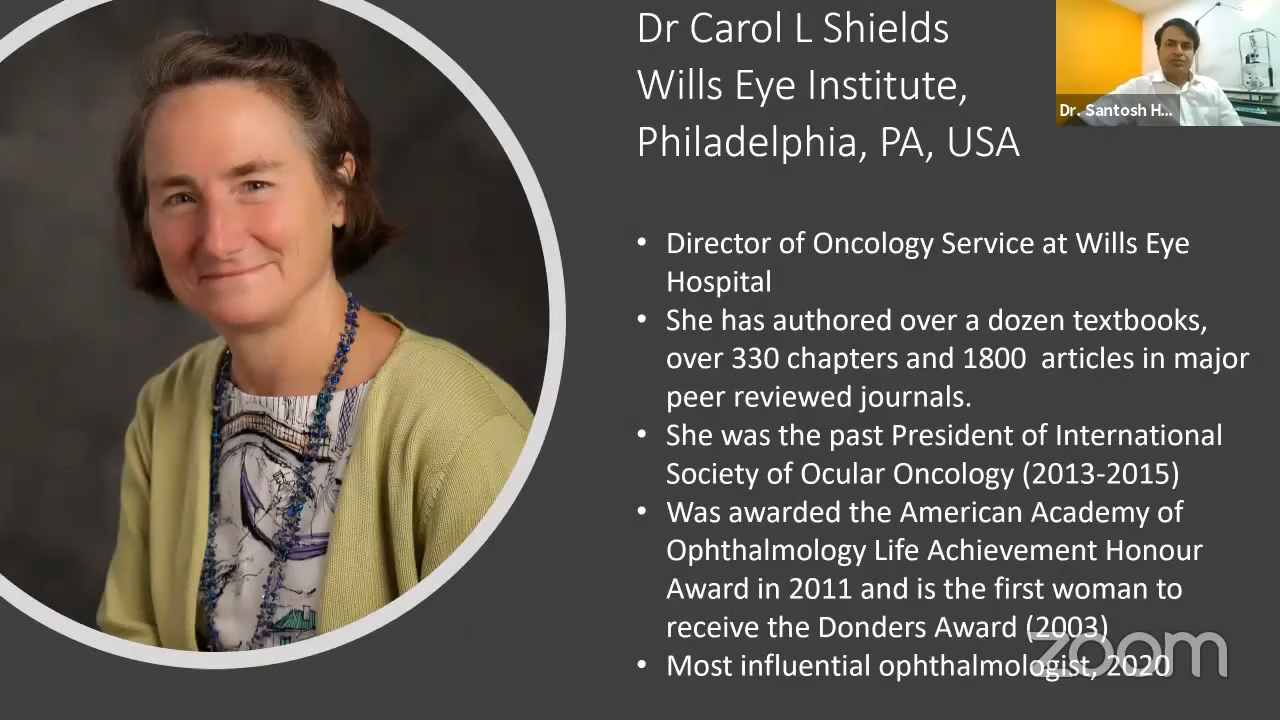 Dr Carol L Shields
Wills Eye Institute,
Philadelphia, PA, USA
Dr. Santosh H...
• Director of Oncology Service at Wills Eye
Hospital
• She has authored over a dozen textbooks,
over 330 chapters and 1800 articles in major
peer reviewed journals.
• She was the past President of International
Society of Ocular Oncology (2013-2015)
• Was awarded the American Academy of
Ophthalmology Life Achievement Honour
Award in 2011 and is the first woman to
receive the Donders Award (2003)
• Most influential ophthalmologist, 2020
zoom